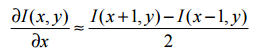 ∂I(x, y)/∂x ≈ (I(x+1, y) − I(x−1, y))/2